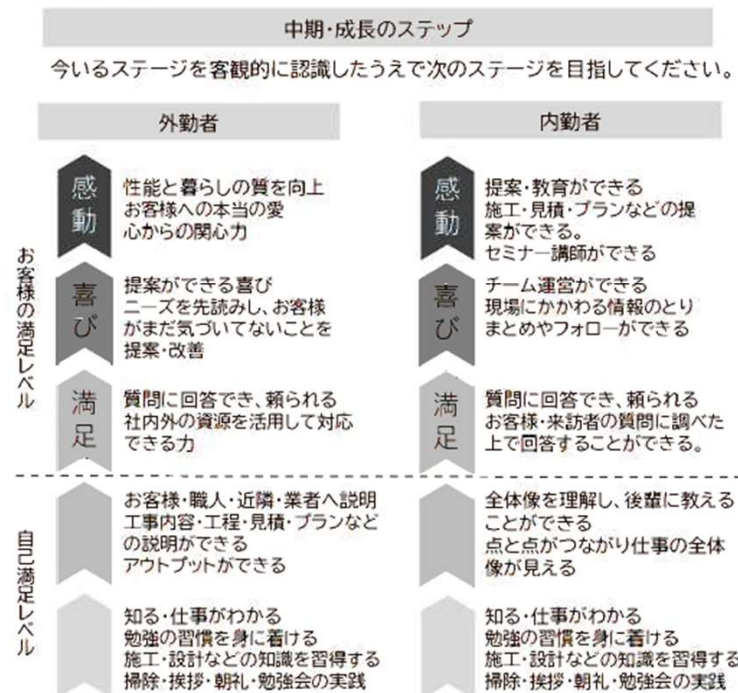 中期・成長のステップ
今いるステージを客観的に認識したうえで次のステージを目指してください。
外勤者
内勤者
お客様の満足レベル
感動
性能と暮らしの質を向上
お客様への本当の愛
心からの関心力
喜び
提案ができる喜び
ニーズを先読みし、お客様
がまだ気づいてないことを
提案・改善
満足
質問に回答でき、頼られる
社内外の資源を活用して対応
できる力
感動
提案・教育ができる
施工・見積・プランなどの提
案ができる。
セミナー講師ができる
喜び
チーム運営ができる
現場にかかわる情報のとり
まとめやフォローができる
満足
質問に回答でき、頼られる
お客様・来訪者の質問に調べた
上で回答することができる。
自己満足レベル
お客様・職人・近隣・業者へ説明
工事内容・工程・見積・プランなど
の説明ができる
アウトプットができる
知る・仕事がわかる
勉強の習慣を身に着ける
施工・設計などの知識を習得する
掃除・挨拶・朝礼・勉強会の実践
全体像を理解し、後輩に教える
ことができる
点と点がつながり仕事の全体
像が見える
知る・仕事がわかる
勉強の習慣を身に着ける
施工・設計などの知識を習得する
掃除・挨拶・朝礼・勉強会の実践